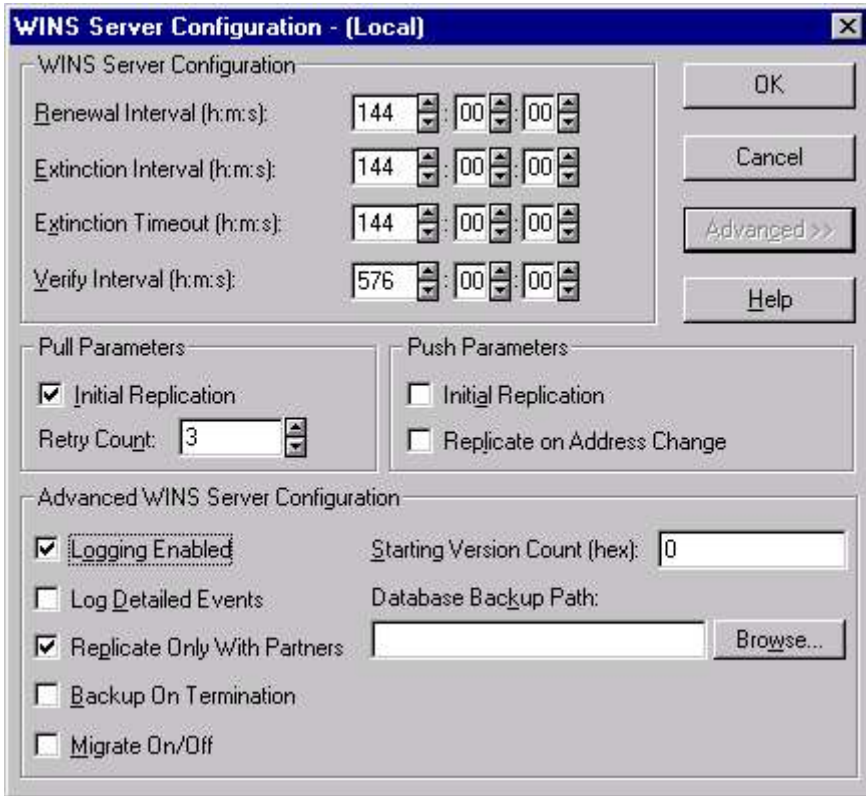 WINS Server Configuration - (Local)
WINS Server Configuration
Renewal Interval (h:m:s): 144 : 00 : 00
Extinction Interval (h:m:s): 144 : 00 : 00
Extinction Timeout (h:m:s): 144 : 00 : 00
Verify Interval (h:m:s): 576 : 00 : 00
OK
Cancel
Advanced >>
Help
Pull Parameters
Initial Replication
Retry Count: 3
Push Parameters
Initial Replication
Replicate on Address Change
Advanced WINS Server Configuration
Logging Enabled
Log Detailed Events
Replicate Only With Partners
Backup On Termination
Migrate On/Off
Starting Version Count (hex): 0
Database Backup Path:
Browse...